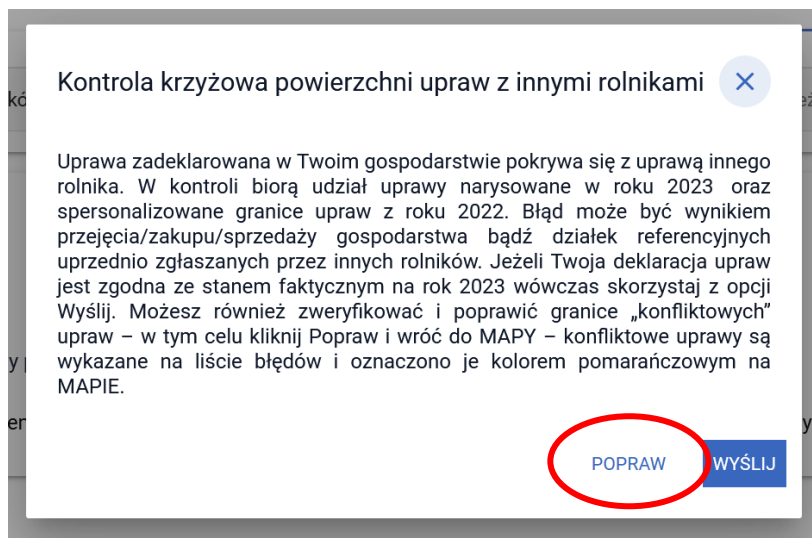 Kontrola krzyżowa powierzchni upraw z innymi rolnikami
Uprawa zadeklarowana w Twoim gospodarstwie pokrywa się z uprawą innego
rolnika. W kontroli biorą udział uprawy narysowane w roku 2023 oraz
spersonalizowane granice upraw z roku 2022. Błąd może być wynikiem
przejęcia/zakupu/sprzedaży gospodarstwa bądź działek referencyjnych
uprzednio zgłaszanych przez innych rolników. Jeżeli Twoja deklaracja upraw
jest zgodna ze stanem faktycznym na rok 2023 wówczas skorzystaj z opcji
Wyślij. Możesz również zweryfikować i poprawić granice „konfliktowych”
upraw – w tym celu kliknij Popraw i wróć do MAPY – konfliktowe uprawy są
wykazane na liście błędów i oznaczono je kolorem pomarańczowym na
MAPIE.
POPRAW WYŚLIJ